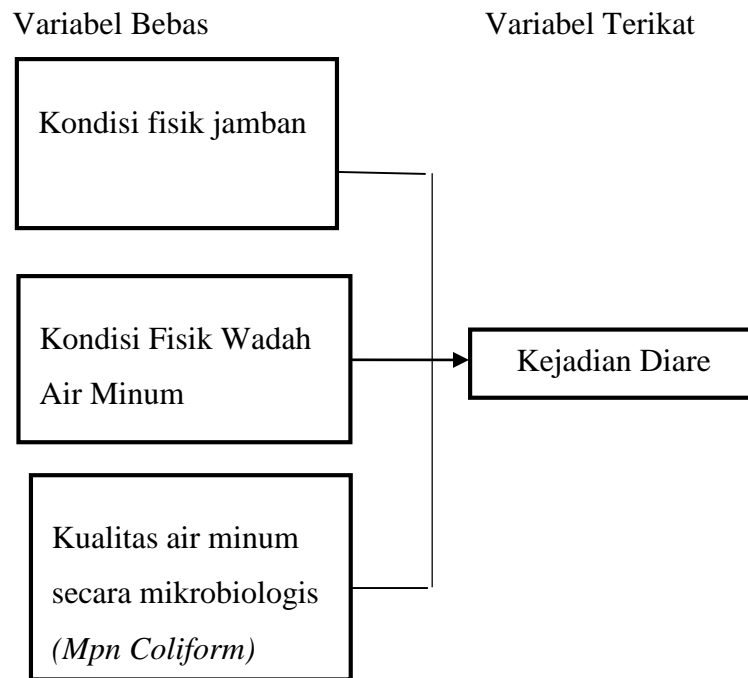 Variabel Bebas
Variabel Terikat
Kondisi fisik jamban
Kondisi Fisik Wadah
Air Minum
Kejadian Diare
Kualitas air minum
secara mikrobiologis
(Mpn Coliform)